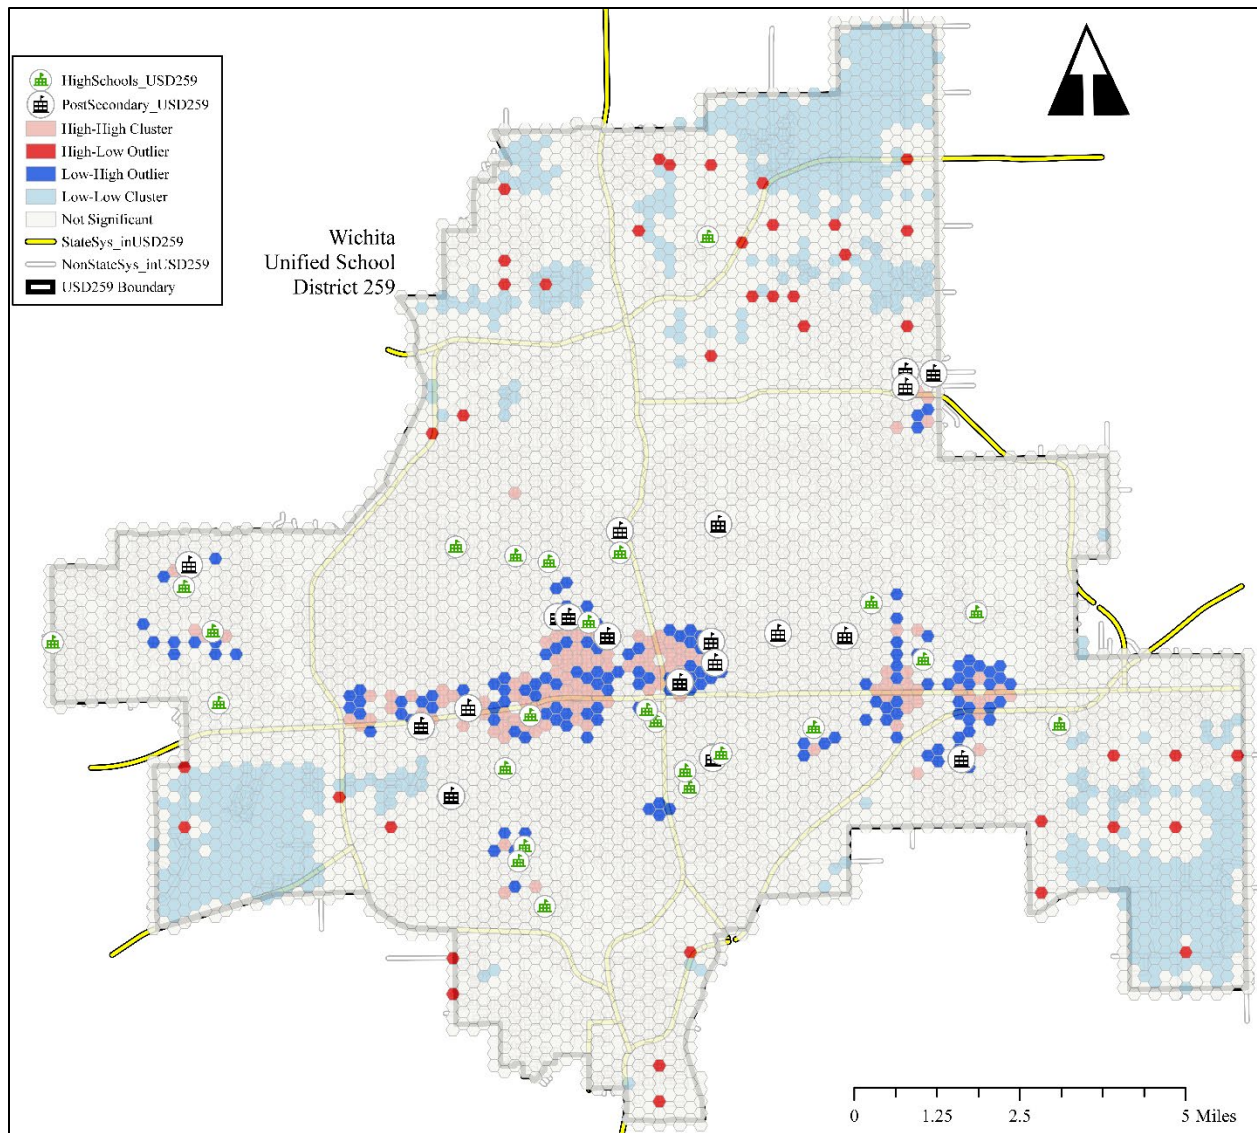 HighSchools_USD259
PostSecondary_USD259
High-High Cluster
High-Low Outlier
Low-High Outlier
Low-Low Cluster
Not Significant
StateSys_inUSD259
NonStateSys_inUSD259
USD259 Boundary
Wichita
Unified School
District 259
0 1.25 2.5 5 Miles